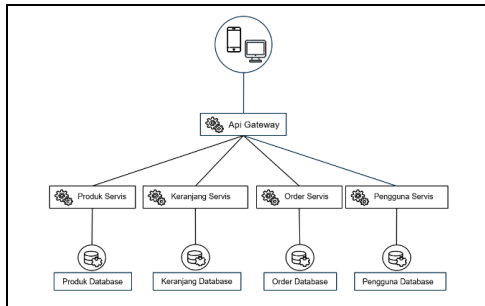 Api Gateway
Produk Servis
Keranjang Servis
Order Servis
Pengguna Servis
Produk Database
Keranjang Database
Order Database
Pengguna Database